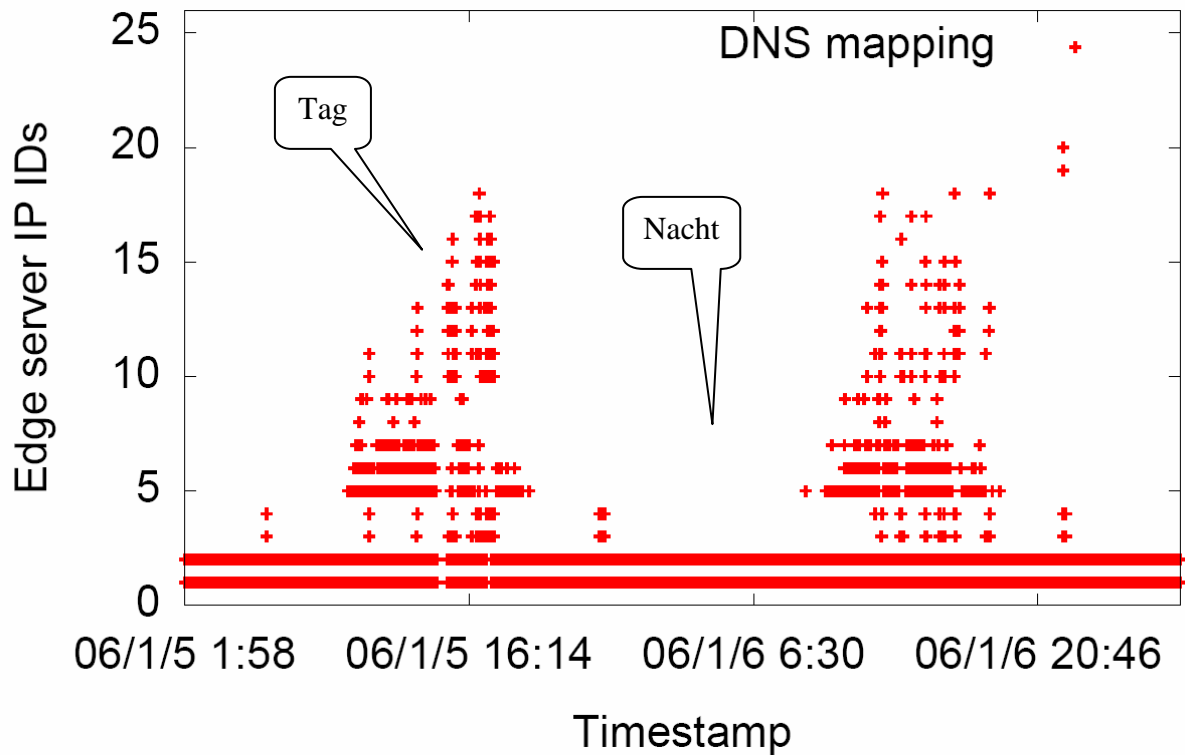 DNS mapping
Tag
Nacht
Edge server IP IDs
25
20
15
10
5
0
06/1/5 1:58
06/1/5 16:14
06/1/6 6:30
06/1/6 20:46
Timestamp